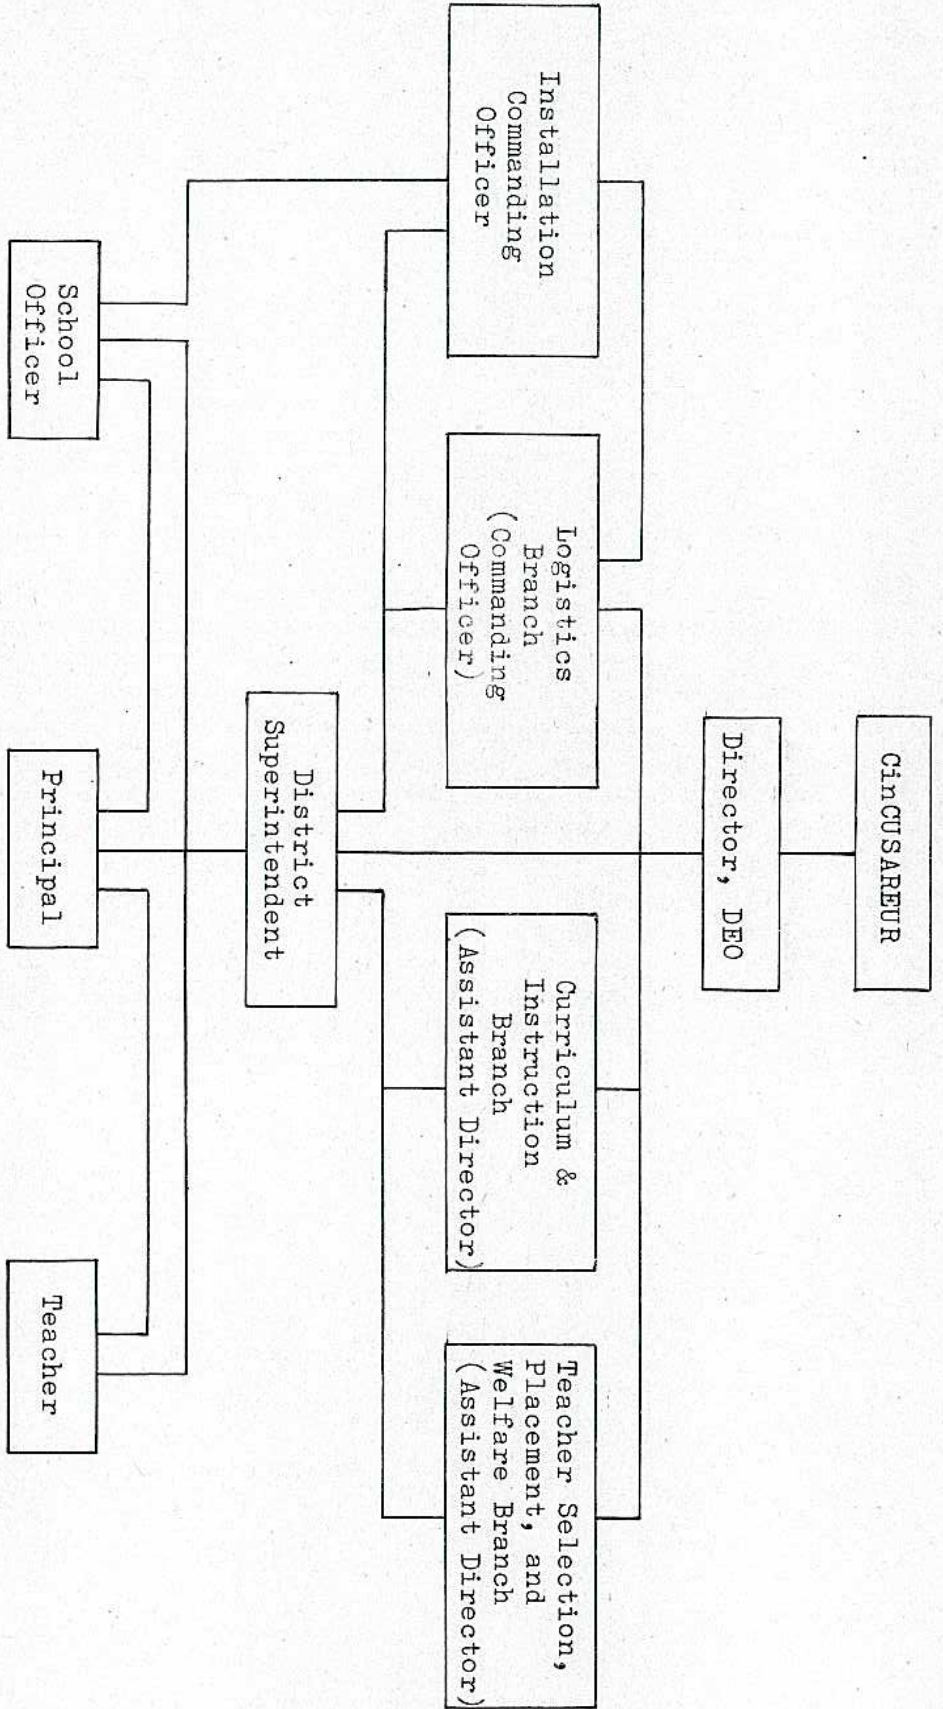 CinCUSAREUR
Director, DEO
Installation
Commanding
Officer
Logistics
Branch
(Commanding
Officer)
Curriculum &
Instruction
Branch
(Assistant Director)
Teacher Selection,
Placement, and
Welfare Branch
(Assistant Director)
District
Superintendent
School
Officer
Principal
Teacher